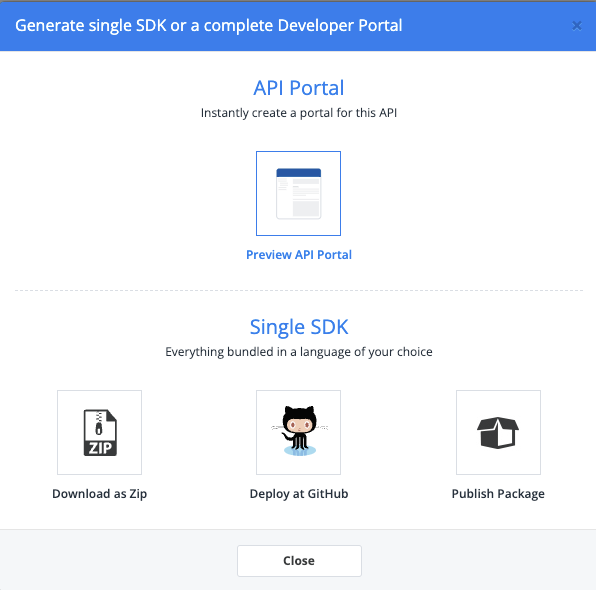 Generate single SDK or a complete Developer Portal
API Portal
Instantly create a portal for this API
Preview API Portal
Single SDK
Everything bundled in a language of your choice
ZIP
Download as Zip
Deploy at GitHub
Publish Package
Close